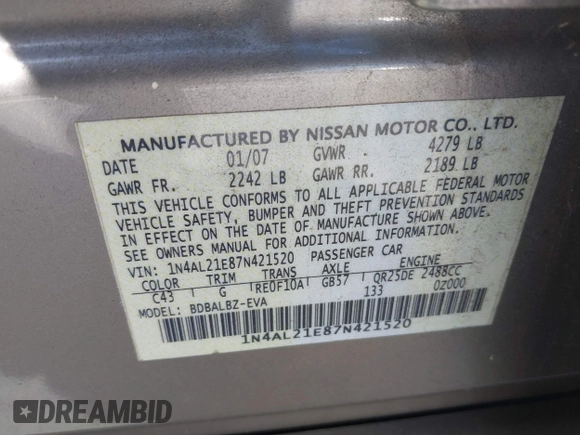 MANUFACTURED BY NISSAN MOTOR CO., LTD.
DATE 01/07 GVWR 4279 LB
GAWR FR. 2242 LB GAWR RR. 2189 LB
THIS VEHICLE CONFORMS TO ALL APPLICABLE FEDERAL MOTOR
VEHICLE SAFETY, BUMPER AND THEFT PREVENTION STANDARDS
IN EFFECT ON THE DATE OF MANUFACTURE SHOWN ABOVE.
SEE OWNERS MANUAL FOR ADDITIONAL INFORMATION.
VIN: 1N4AL21E87N421520 PASSENGER CAR
COLOR TRIM TRANS AXLE ENGINE
C43 G RE0F10A GB57 QR25DE 2488CC
MODEL: BDBALBZ-EVA 133 0Z000
1N4AL21E87N421520
DREAMBID